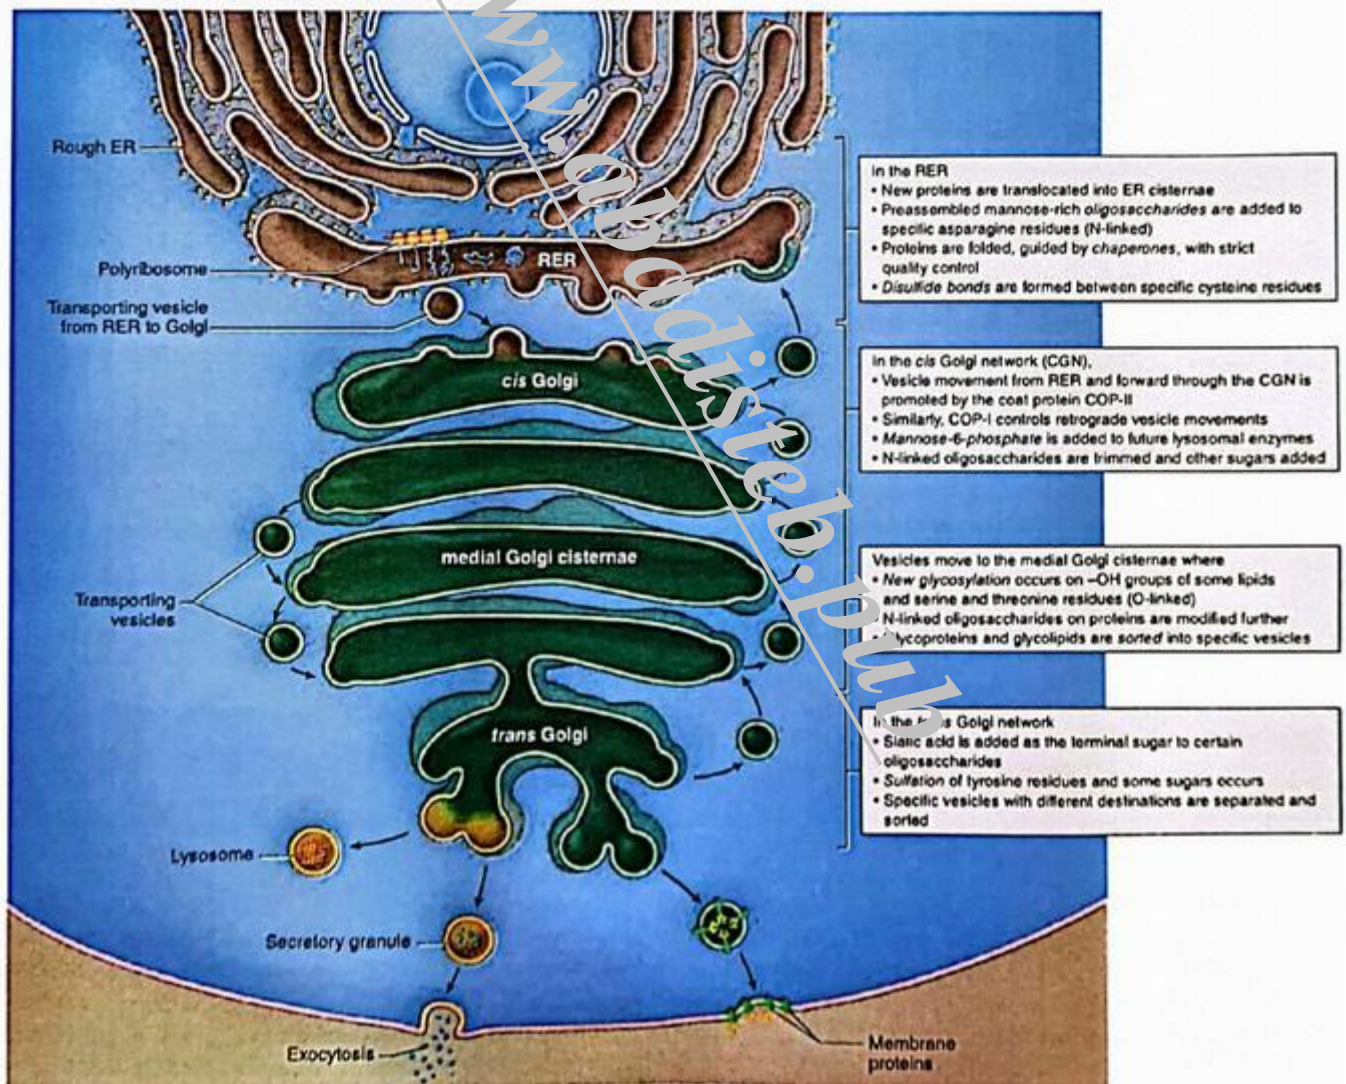 Rough ER
Polyribosome
RER
Transporting vesicle
from RER to Golgi
cis Golgi
medial Golgi cisternae
Transporting
vesicles
trans Golgi
Lysosome
Secretory granule
Exocytosis
Membrane
proteins
In the RER
• New proteins are translocated into ER cisternae
• Preassembled mannose-rich oligosaccharides are added to
specific asparagine residues (N-linked)
• Proteins are folded, guided by chaperones, with strict
quality control
• Disulfide bonds are formed between specific cysteine residues
In the cis Golgi network (CGN),
• Vesicle movement from RER and forward through the CGN is
promoted by the coat protein COP-II
• Similarly, COP-I controls retrograde vesicle movements
• Mannose-6-phosphate is added to future lysosomal enzymes
• N-linked oligosaccharides are trimmed and other sugars added
Vesicles move to the medial Golgi cisternae where
• New glycosylation occurs on –OH groups of some lipids
and serine and threonine residues (O-linked)
• N-linked oligosaccharides on proteins are modified further
• Glycoproteins and glycolipids are sorted into specific vesicles
In the trans Golgi network
• Sialic acid is added as the terminal sugar to certain
oligosaccharides
• Sulfation of tyrosine residues and some sugars occurs
• Specific vesicles with different destinations are separated and
sorted
w.abadisteb.pub